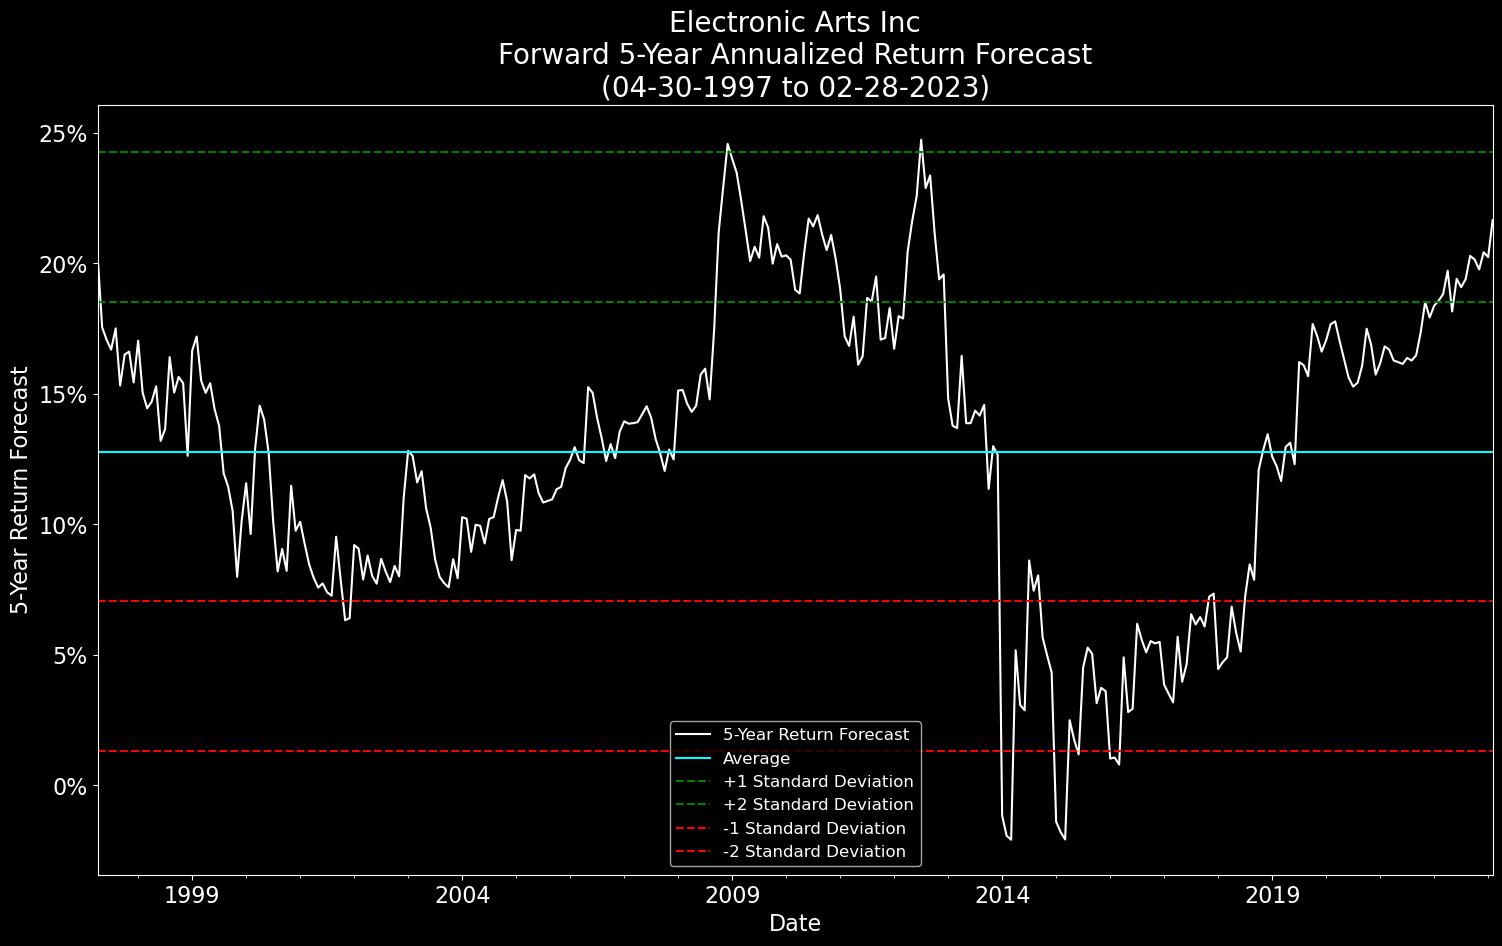 Electronic Arts Inc
Forward 5-Year Annualized Return Forecast
(04-30-1997 to 02-28-2023)
25%
20%
15%
10%
5%
0%
5-Year Return Forecast
5-Year Return Forecast
Average
+1 Standard Deviation
+2 Standard Deviation
-1 Standard Deviation
-2 Standard Deviation
1999 2004 2009 2014 2019
Date